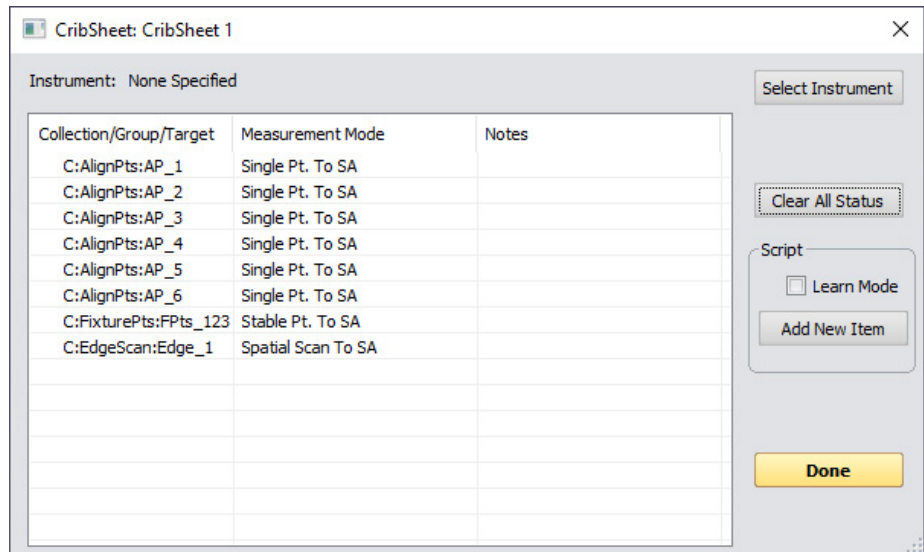 CribSheet: CribSheet 1
Instrument: None Specified
Select Instrument
Collection/Group/Target Measurement Mode Notes
C:AlignPts:AP_1 Single Pt. To SA
C:AlignPts:AP_2 Single Pt. To SA
C:AlignPts:AP_3 Single Pt. To SA
C:AlignPts:AP_4 Single Pt. To SA
C:AlignPts:AP_5 Single Pt. To SA
C:AlignPts:AP_6 Single Pt. To SA
C:FixturePts:FPts_123 Stable Pt. To SA
C:EdgeScan:Edge_1 Spatial Scan To SA
Clear All Status
Script
Learn Mode
Add New Item
Done